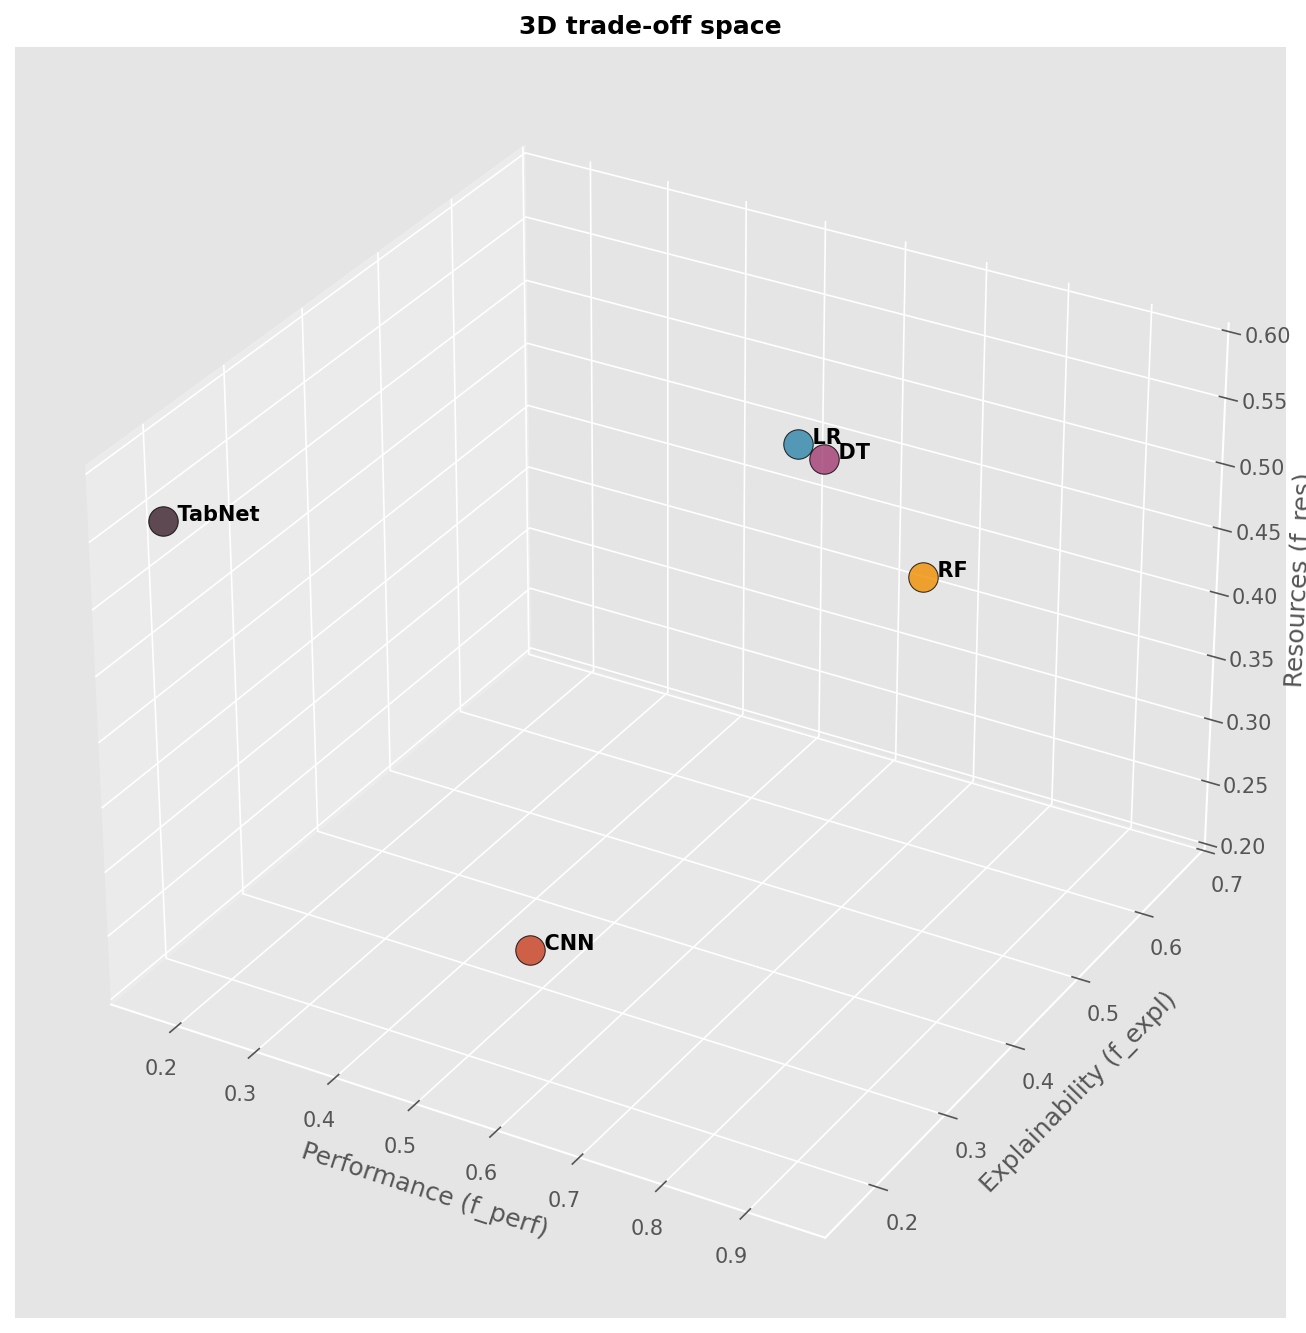 3D trade-off space
0.60
0.55
0.50
0.45
0.40
0.35
0.30
0.25
0.20
Resources (f_res)
LR
DT
TabNet
RF
CNN
0.7
0.6
0.5
0.4
0.3
0.2
Explainability (f_expl)
0.2
0.3
0.4
0.5
0.6
0.7
0.8
0.9
Performance (f_perf)